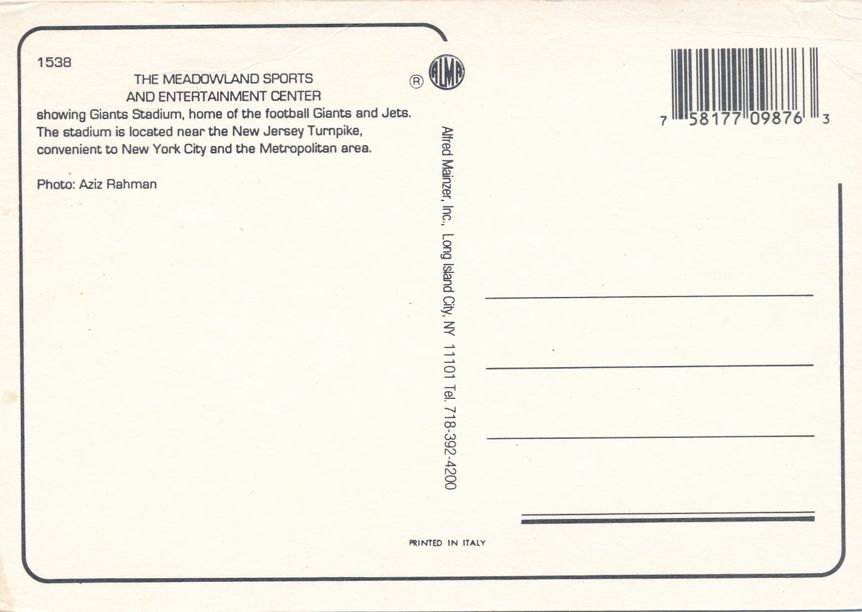 1538
THE MEADOWLAND SPORTS
AND ENTERTAINMENT CENTER
showing Giants Stadium, home of the football Giants and Jets.
The stadium is located near the New Jersey Turnpike,
convenient to New York City and the Metropolitan area.
Photo: Aziz Rahman
® ALMA
Alfred Mainzer, Inc., Long Island City, NY 11101 Tel. 718-392-4200
PRINTED IN ITALY
7 58177 09876 3